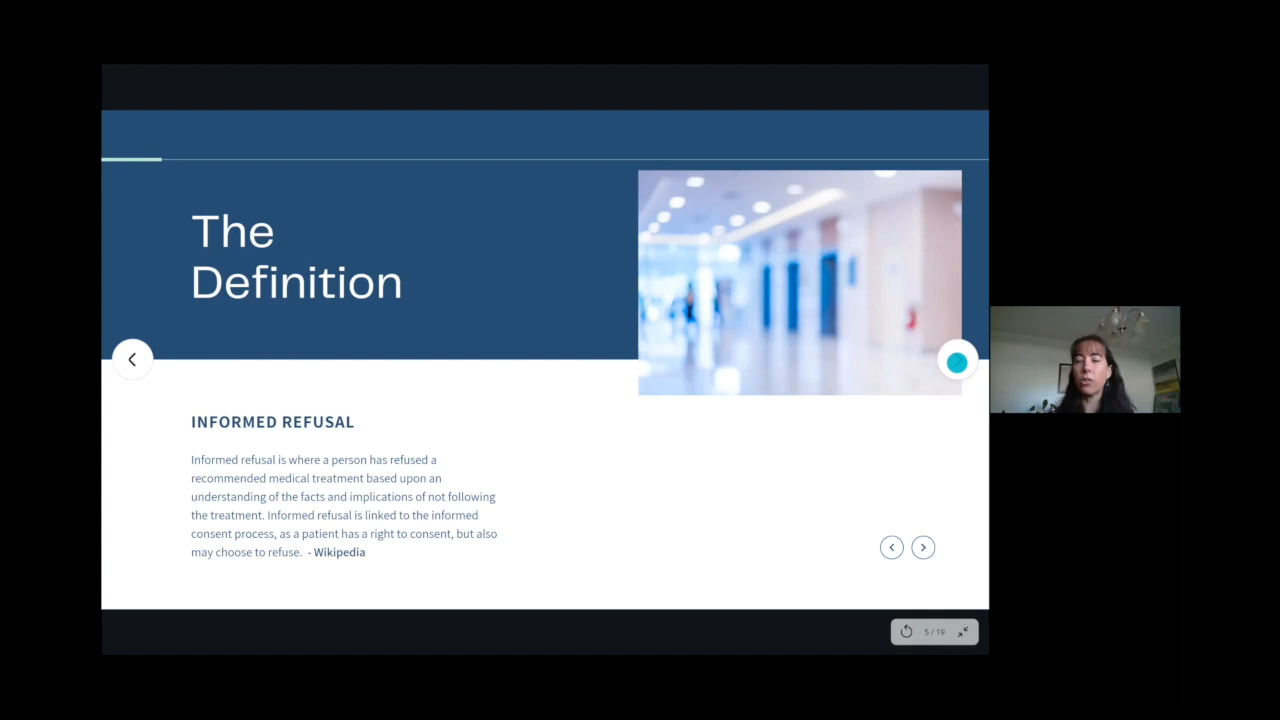 The
Definition
INFORMED REFUSAL
Informed refusal is where a person has refused a
recommended medical treatment based upon an
understanding of the facts and implications of not following
the treatment. Informed refusal is linked to the informed
consent process, as a patient has a right to consent, but also
may choose to refuse.  - Wikipedia
5 / 19